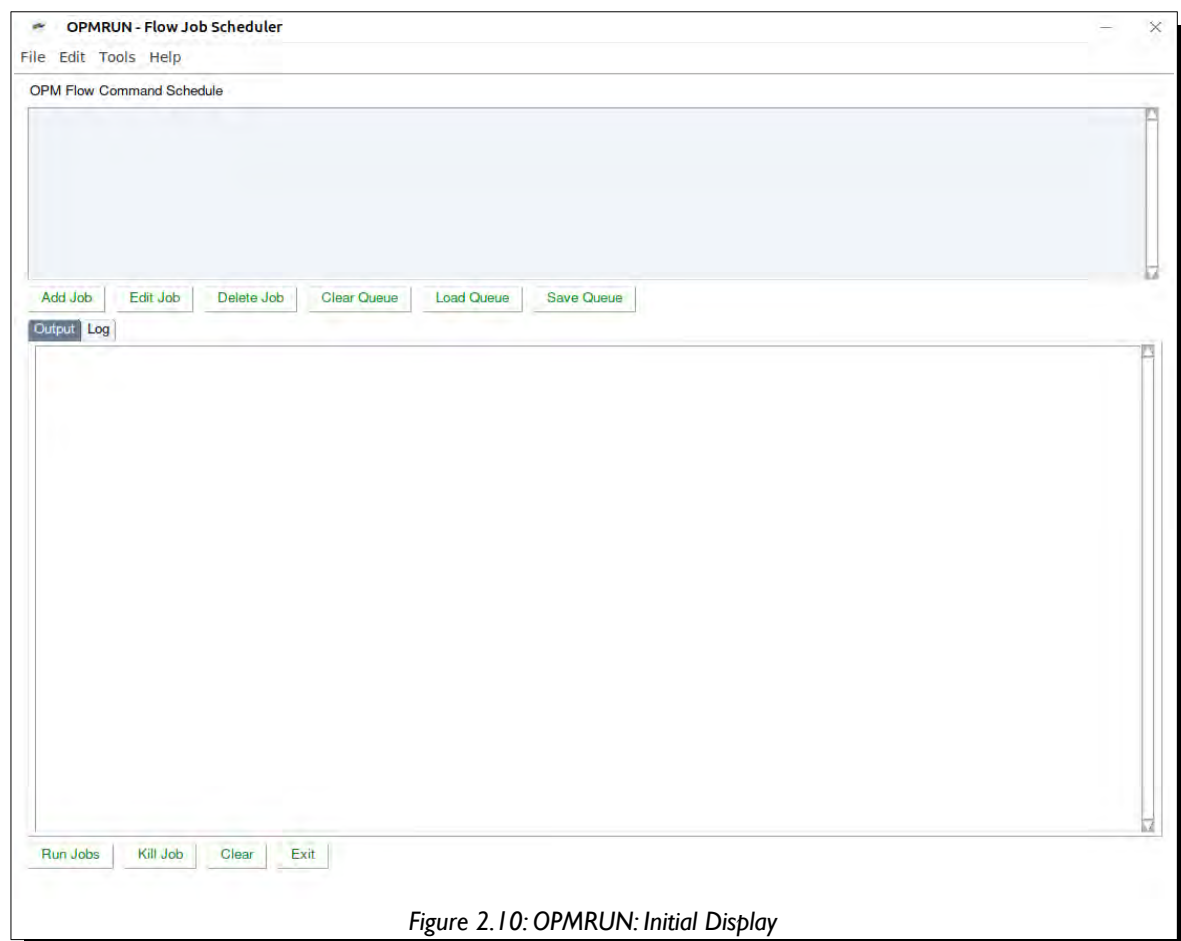 OPMRUN - Flow Job Scheduler
File Edit Tools Help
OPM Flow Command Schedule
Add Job Edit Job Delete Job Clear Queue Load Queue Save Queue
Output Log
Run Jobs Kill Job Clear Exit
Figure 2.10: OPMRUN: Initial Display